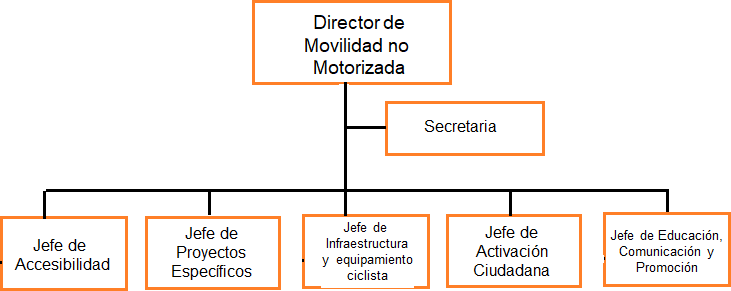 Director de
Movilidad no
Motorizada
Secretaria
Jefe de
Accesibilidad
Jefe de
Proyectos
Específicos
Jefe de
Infraestructura
y equipamiento
ciclista
Jefe de
Activación
Ciudadana
Jefe de Educación,
Comunicación y
Promoción